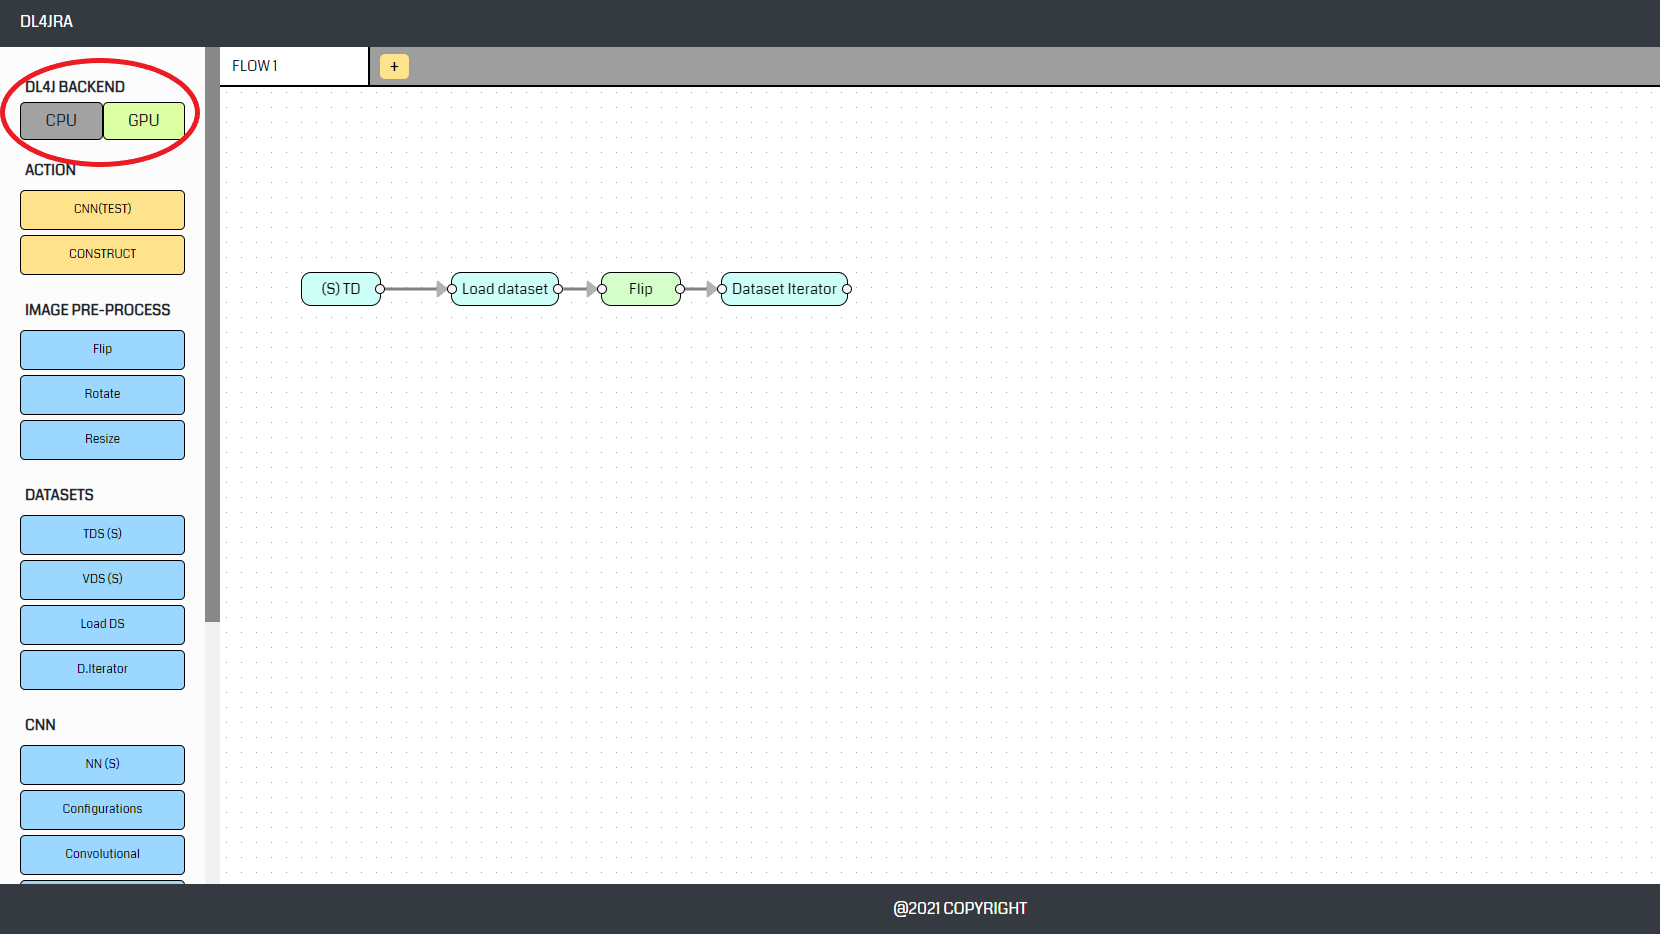 DL4JRA
DL4J BACKEND
CPU GPU
ACTION
CNN(TEST)
CONSTRUCT
IMAGE PRE-PROCESS
Flip
Rotate
Resize
DATASETS
TDS (S)
VDS (S)
Load DS
D.Iterator
CNN
NN (S)
Configurations
Convolutional
FLOW 1 +
(S) TD Load dataset Flip Dataset Iterator
@2021 COPYRIGHT